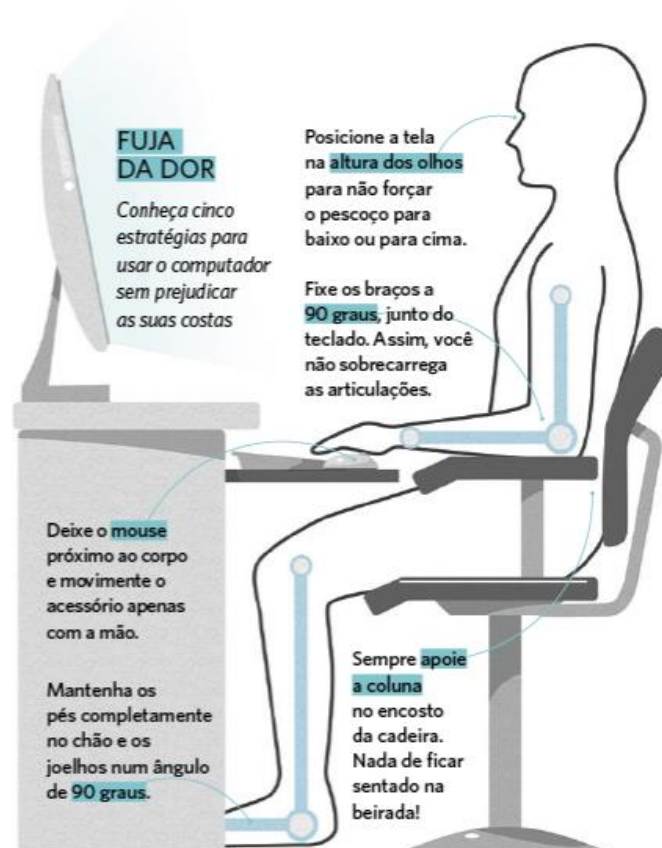 FUJA
DA DOR
Conheça cinco
estratégias para
usar o computador
sem prejudicar
as suas costas
Posicione a tela
na altura dos olhos
para não forçar
o pescoço para
baixo ou para cima.
Fixe os braços a
90 graus, junto do
teclado. Assim, você
não sobrecarrega
as articulações.
Deixe o mouse
próximo ao corpo
e movimente o
acessório apenas
com a mão.
Mantenha os
pés completamente
no chão e os
joelhos num ângulo
de 90 graus.
Sempre apoie
a coluna
no encosto
da cadeira.
Nada de ficar
sentado na
beirada!